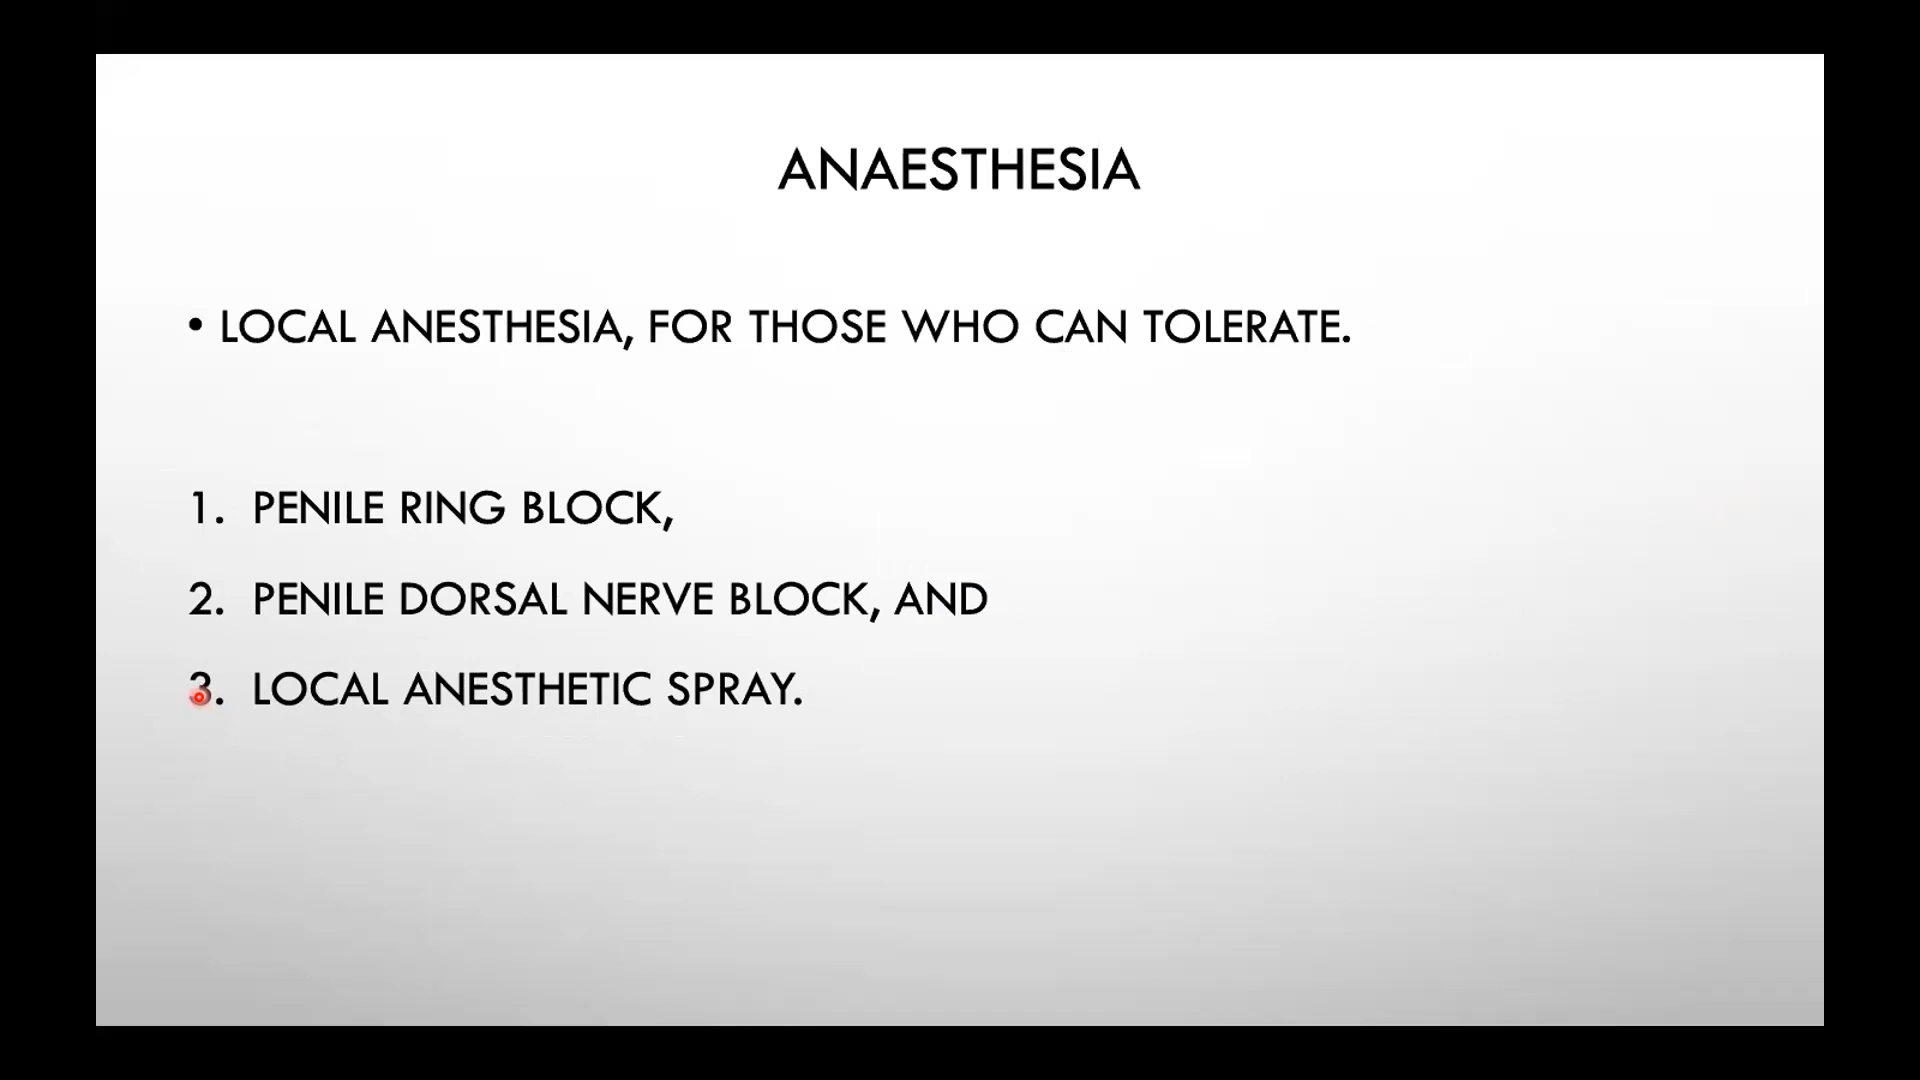 ANAESTHESIA
• LOCAL ANESTHESIA, FOR THOSE WHO CAN TOLERATE.
1. PENILE RING BLOCK,
2. PENILE DORSAL NERVE BLOCK, AND
3. LOCAL ANESTHETIC SPRAY.